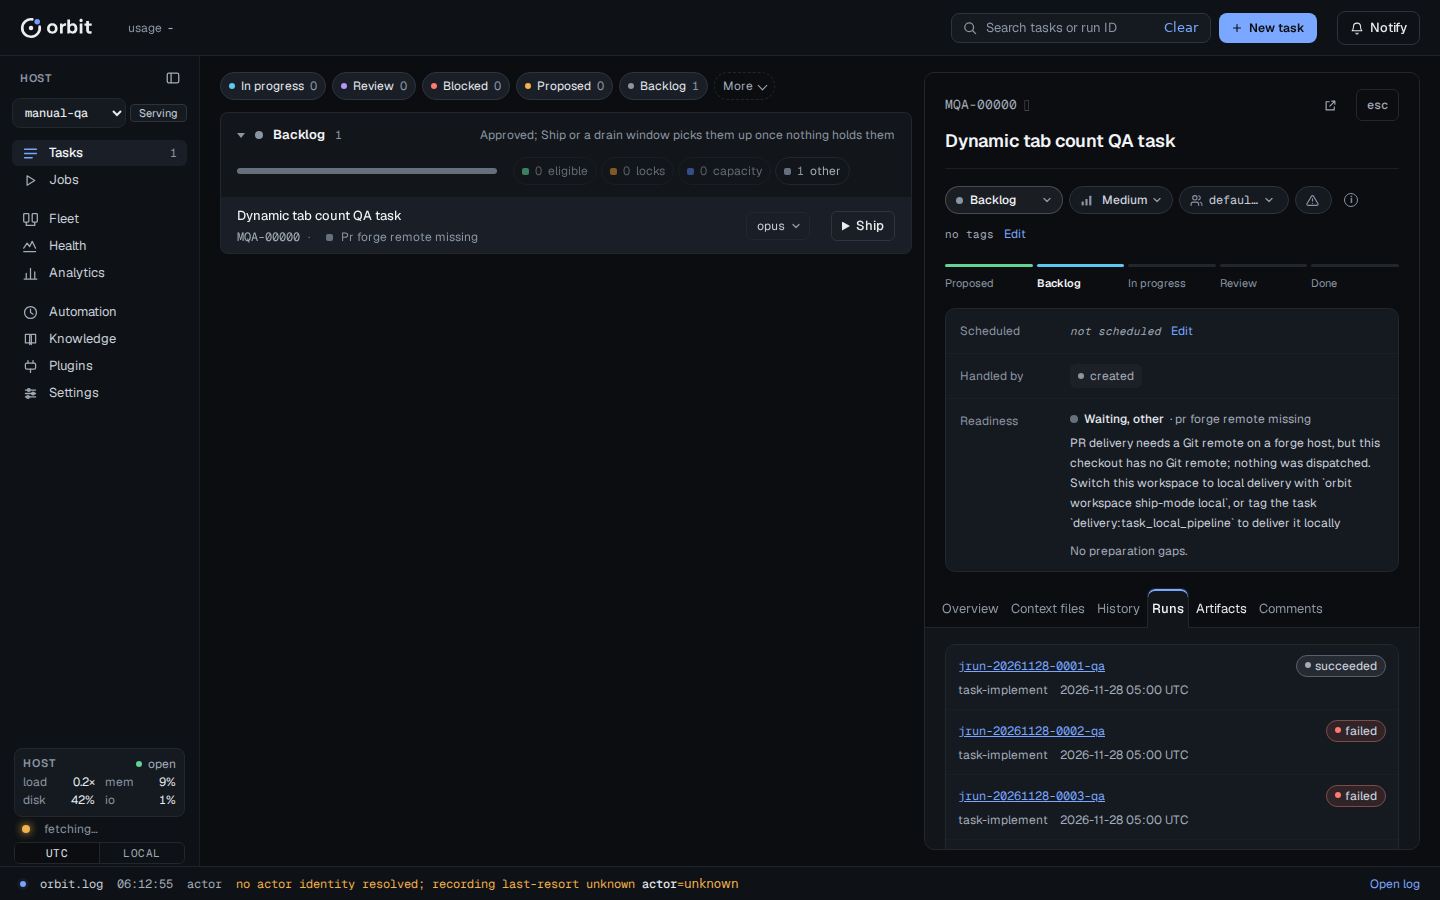 orbit
usage -
Search tasks or run ID
Clear
+ New task
Notify
HOST
manual-qa
Serving
Tasks 1
Jobs
Fleet
Health
Analytics
Automation
Knowledge
Plugins
Settings
HOST open
load 0.2× mem 9%
disk 42% io 1%
fetching…
UTC LOCAL
In progress 0
Review 0
Blocked 0
Proposed 0
Backlog 1
More
Backlog 1
Approved; Ship or a drain window picks them up once nothing holds them
0 eligible
0 locks
0 capacity
1 other
Dynamic tab count QA task
MQA-00000 · Pr forge remote missing
opus
Ship
MQA-00000
esc
Dynamic tab count QA task
Backlog
Medium
defaul…
no tags Edit
Proposed
Backlog
In progress
Review
Done
Scheduled
not scheduled Edit
Handled by
created
Readiness
Waiting, other · pr forge remote missing
PR delivery needs a Git remote on a forge host, but this
checkout has no Git remote; nothing was dispatched.
Switch this workspace to local delivery with `orbit
workspace ship-mode local`, or tag the task
`delivery:task_local_pipeline` to deliver it locally
No preparation gaps.
Overview
Context files
History
Runs
Artifacts
Comments
jrun-20261128-0001-qa
succeeded
task-implement 2026-11-28 05:00 UTC
jrun-20261128-0002-qa
failed
task-implement 2026-11-28 05:00 UTC
jrun-20261128-0003-qa
failed
task-implement 2026-11-28 05:00 UTC
orbit.log 06:12:55 actor no actor identity resolved; recording last-resort unknown actor=unknown
Open log